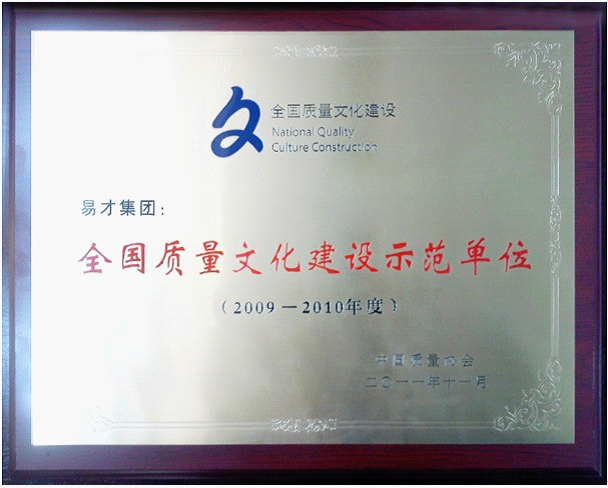 全国质量文化建设
National Quality
Culture Construction
易才集团：
全国质量文化建设示范单位
（2009－2010年度）
中国质量协会
二〇一一年十一月